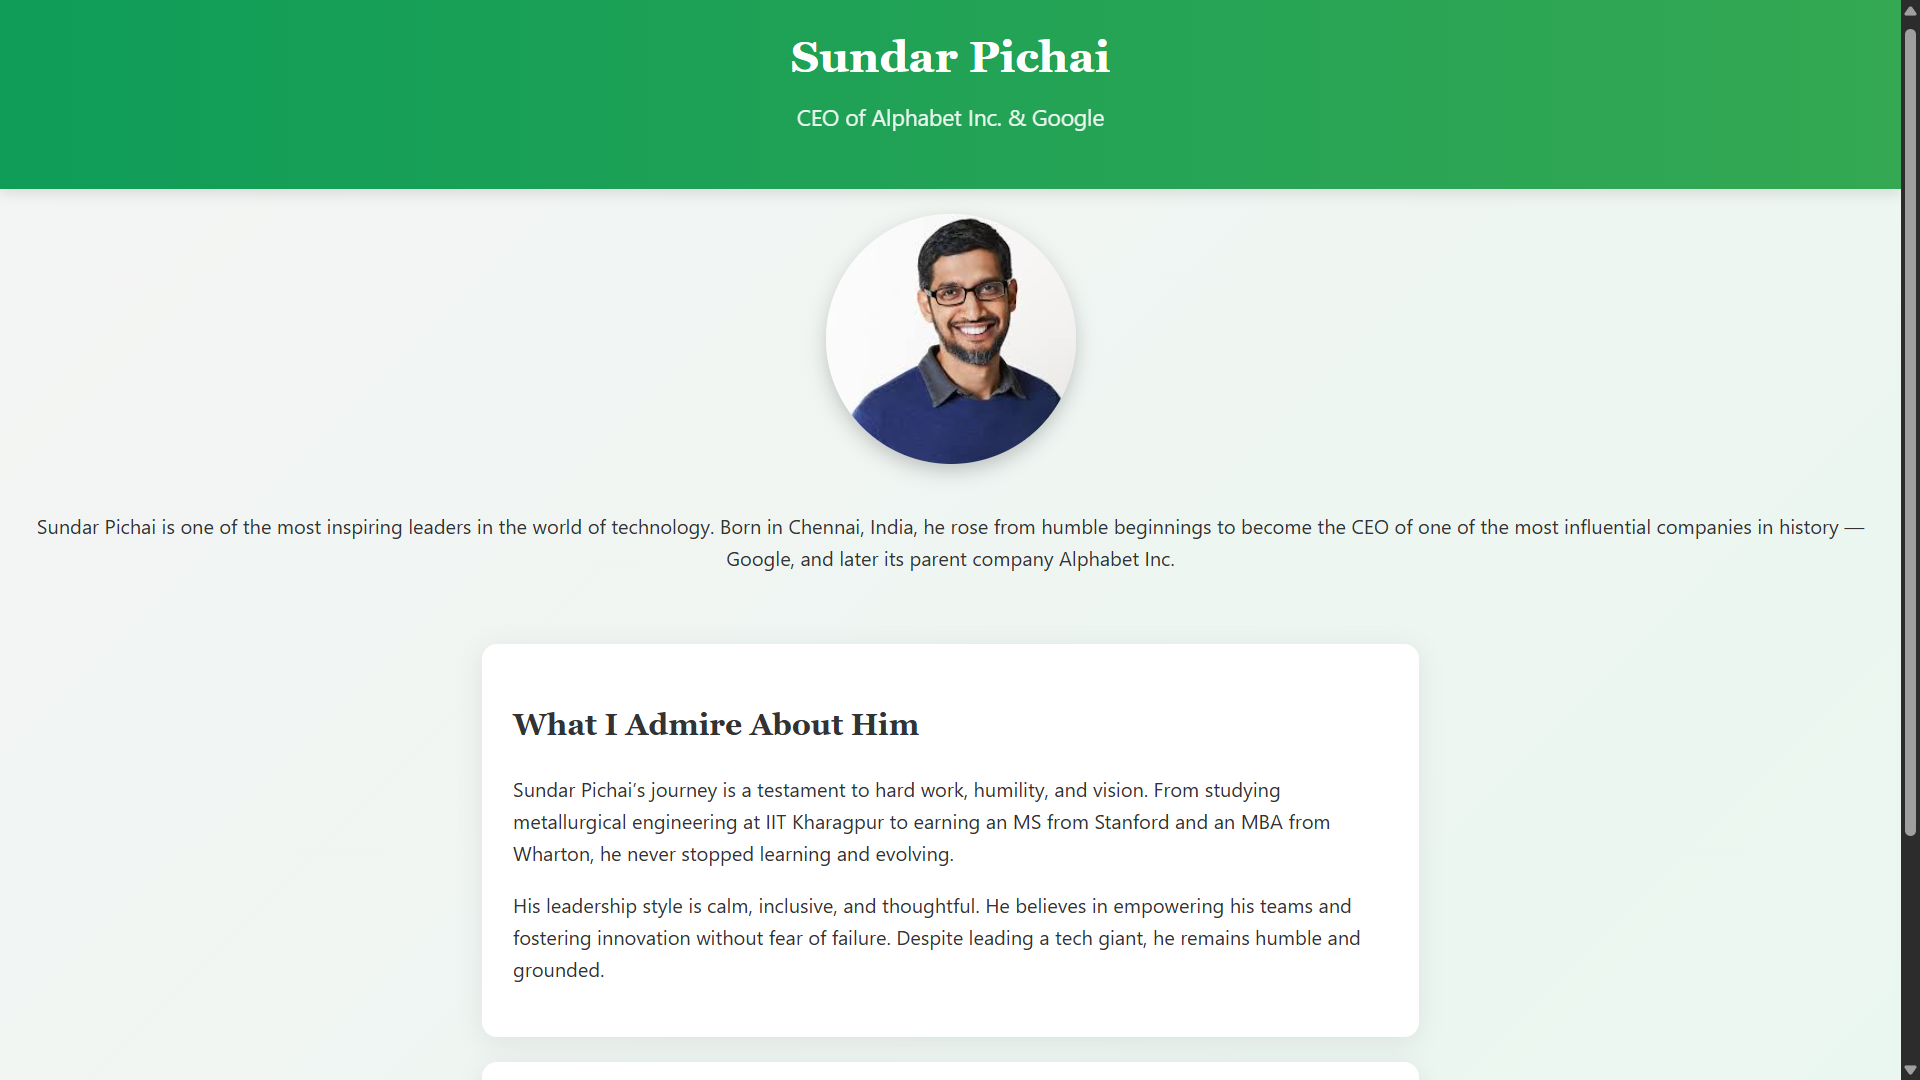 Sundar Pichai
CEO of Alphabet Inc. & Google
Sundar Pichai is one of the most inspiring leaders in the world of technology. Born in Chennai, India, he rose from humble beginnings to become the CEO of one of the most influential companies in history —
Google, and later its parent company Alphabet Inc.
What I Admire About Him
Sundar Pichai’s journey is a testament to hard work, humility, and vision. From studying
metallurgical engineering at IIT Kharagpur to earning an MS from Stanford and an MBA from
Wharton, he never stopped learning and evolving.
His leadership style is calm, inclusive, and thoughtful. He believes in empowering his teams and
fostering innovation without fear of failure. Despite leading a tech giant, he remains humble and
grounded.